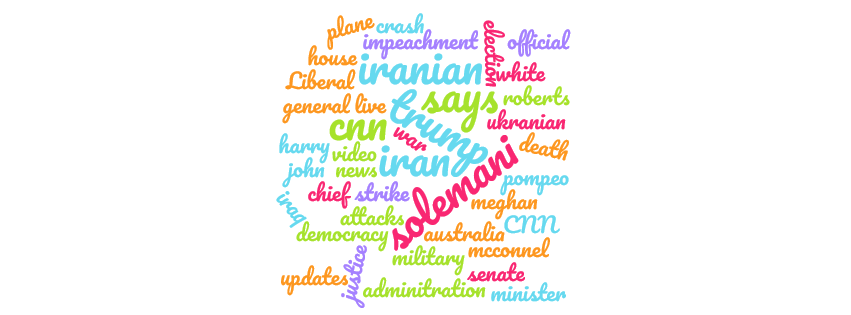 plane
crash
impeachment
election
official
house
iranian
white
Liberal
says
roberts
general live
trump
cnn
ukranian
war
harry
video
iran
death
john
news
solemani
pompeo
chief
strike
meghan
iraq
attacks
CNN
democracy
australia
mcconnel
military
justice
senate
updates
adminitration
minister